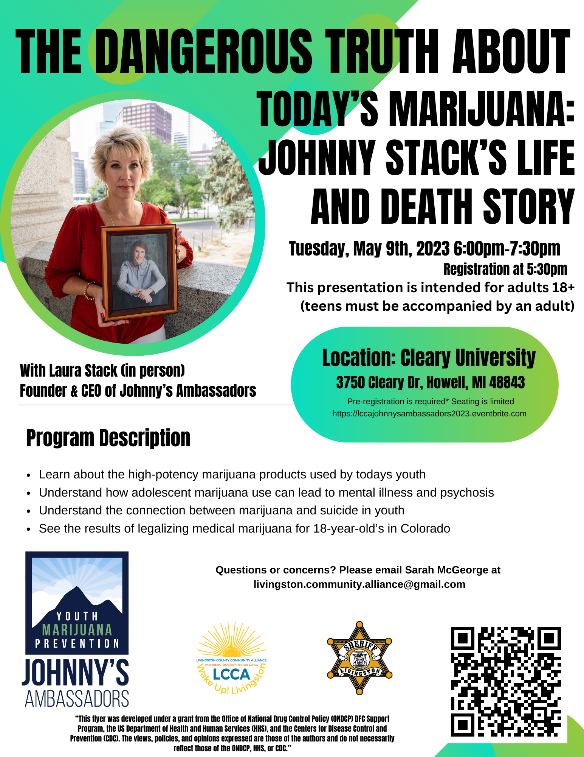 THE DANGEROUS TRUTH ABOUT
TODAY'S MARIJUANA:
JOHNNY STACK'S LIFE
AND DEATH STORY
Tuesday, May 9th, 2023 6:00pm-7:30pm
Registration at 5:30pm
This presentation is intended for adults 18+
(teens must be accompanied by an adult)
With Laura Stack (in person)
Founder & CEO of Johnny's Ambassadors
Location: Cleary University
3750 Cleary Dr, Howell, MI 48843
Pre-registration is required* Seating is limited
https://lccajohnnysambassadors2023.eventbrite.com
Program Description
• Learn about the high-potency marijuana products used by todays youth
• Understand how adolescent marijuana use can lead to mental illness and psychosis
• Understand the connection between marijuana and suicide in youth
• See the results of legalizing medical marijuana for 18-year-old's in Colorado
Questions or concerns? Please email Sarah McGeorge at
livingston.community.alliance@gmail.com
YOUTH
MARIJUANA
PREVENTION
JOHNNY'S
AMBASSADORS
LIVINGSTON COUNTY COMMUNITY ALLIANCE
LCCA
Wake Up! Livingston
SHERIFF
LIVINGSTON
"This flyer was developed under a grant from the Office of National Drug Control Policy (ONDCP) DFC Support
Program, the US Department of Health and Human Services (HHS), and the Centers for Disease Control and
Prevention (CDC). The views, policies, and opinions expressed are those of the authors and do not necessarily
reflect those of the ONDCP, HHS, or CDC."